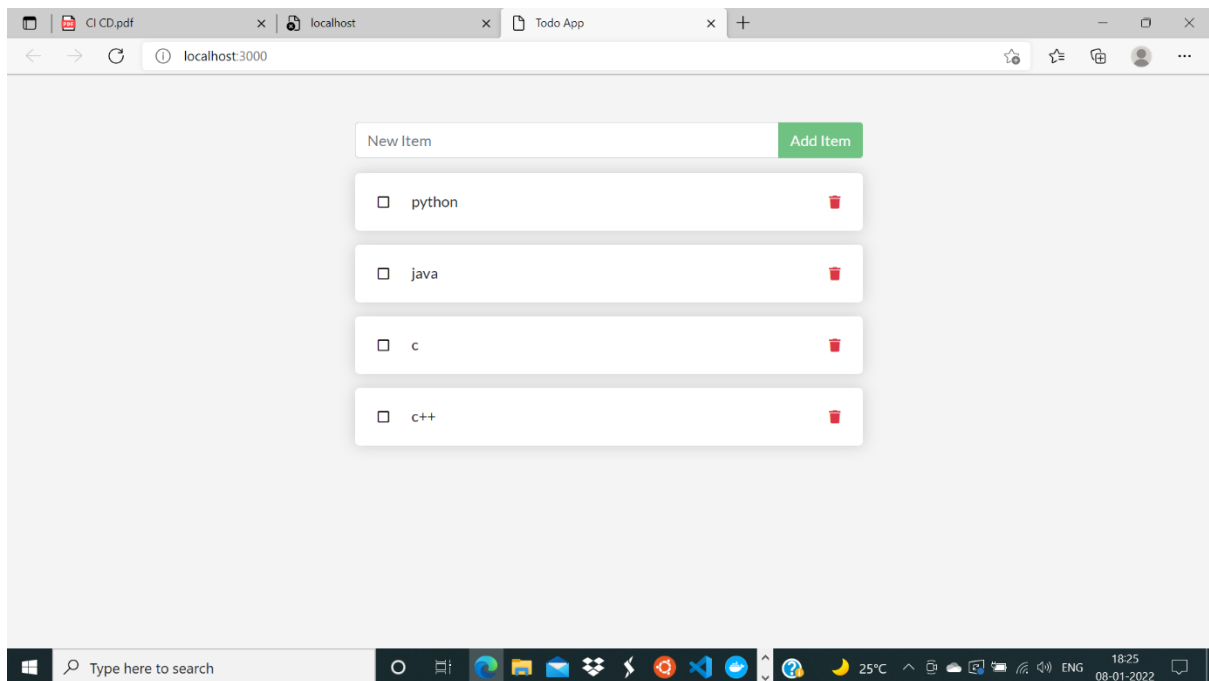 CI CD.pdf localhost Todo App
localhost:3000
New Item Add Item
python
java
c
c++
Type here to search 25°C ENG 18:25
08-01-2022